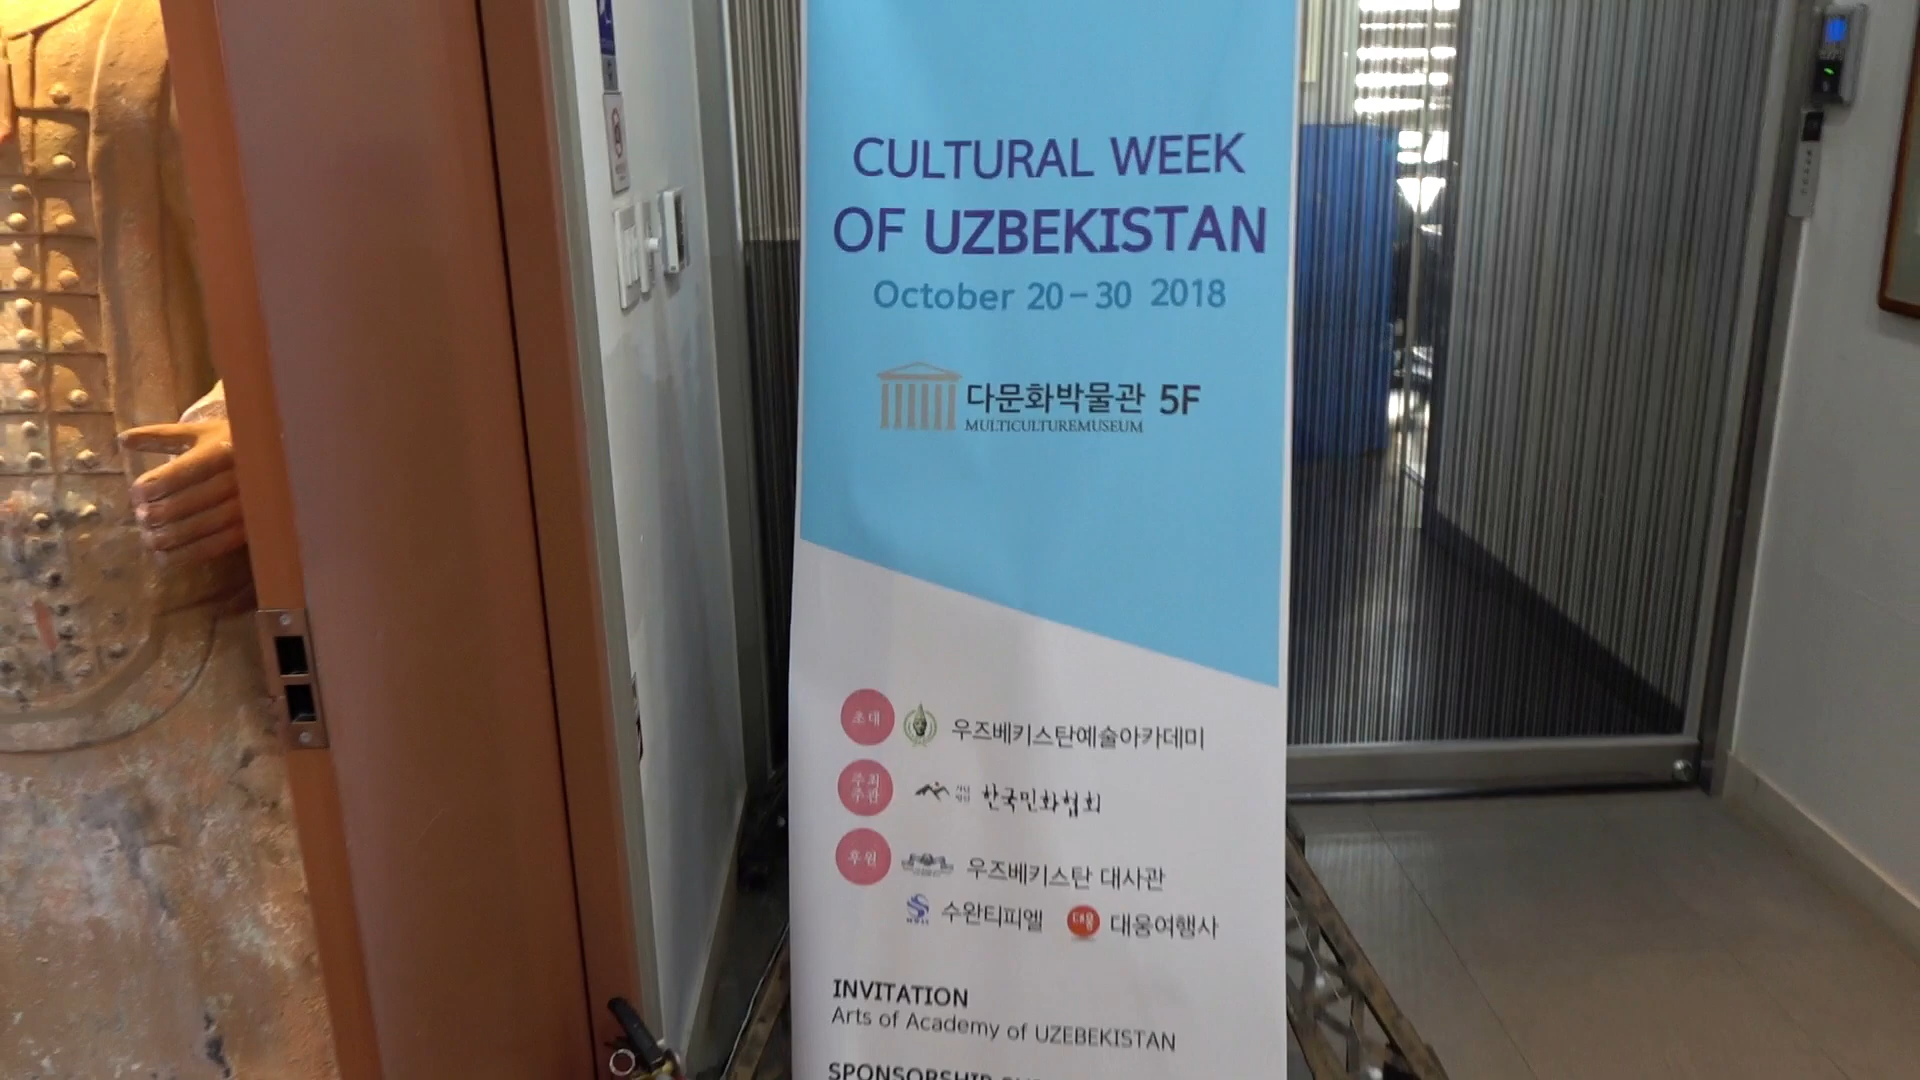 CULTURAL WEEK
OF UZBEKISTAN
October 20-30 2018
다문화박물관 5F
MULTICULTUREMUSEUM
초대 우즈베키스탄예술아카데미
주최
주관
한국민화협회
후원 우즈베키스탄 대사관
수완티피엘 대웅 대웅여행사
INVITATION
Arts of Academy of UZEBEKISTAN
SPONSORSHIP